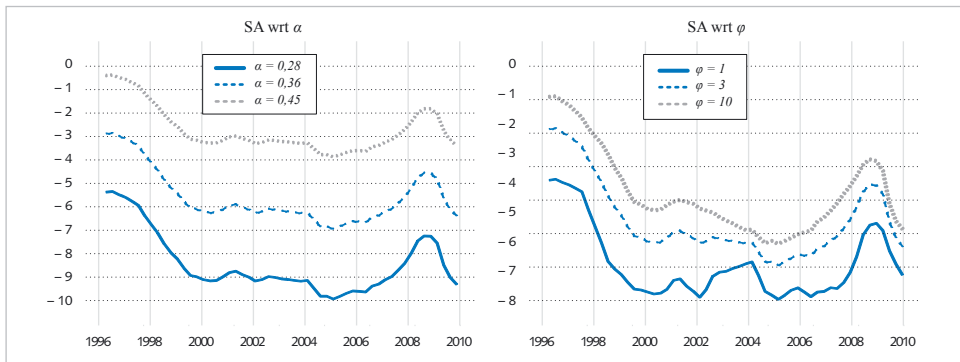 SA wrt α
α = 0,28
α = 0,36
α = 0,45
0
– 1
– 2
– 3
– 4
– 5
– 6
– 7
– 8
– 9
– 10
1996 1998 2000 2002 2004 2006 2008 2010
SA wrt φ
φ = 1
φ = 3
φ = 10
0
– 1
– 2
– 3
– 4
– 5
– 6
– 7
– 8
1996 1998 2000 2002 2004 2006 2008 2010